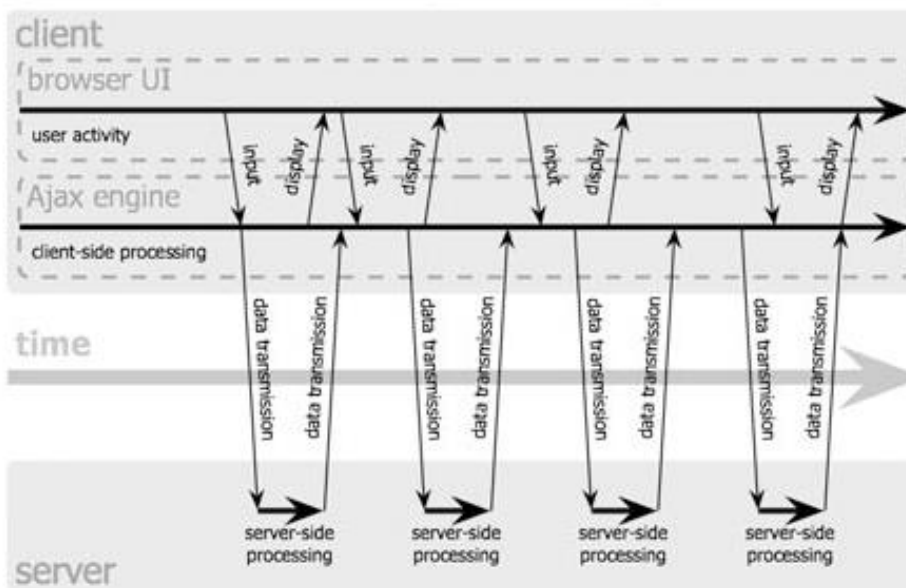 client
browser UI
user activity
input
display
input
display
input
display
input
display
Ajax engine
client-side processing
data transmission
data transmission
data transmission
data transmission
data transmission
data transmission
data transmission
data transmission
time
server-side
processing
server-side
processing
server-side
processing
server-side
processing
server